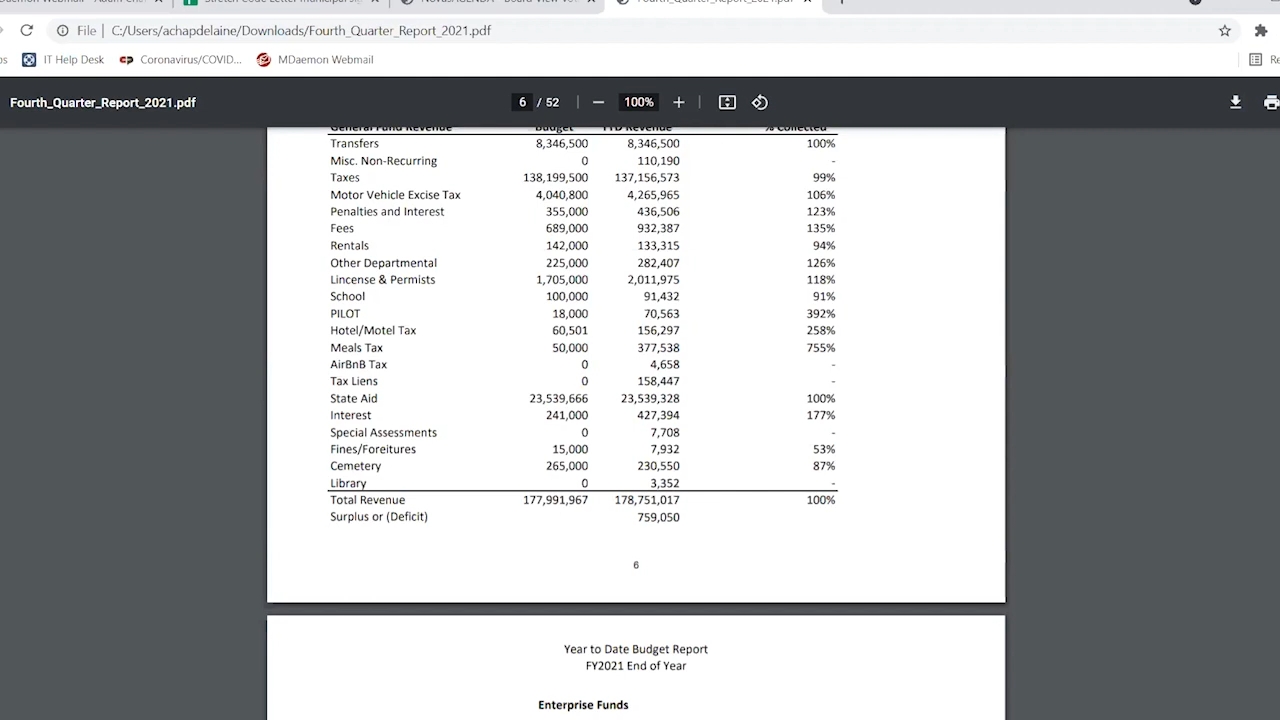 File | C:/Users/achapdelaine/Downloads/Fourth_Quarter_Report_2021.pdf
IT Help Desk Coronavirus/COVID... MDaemon Webmail
Fourth_Quarter_Report_2021.pdf 6 / 52 — 100% +
General Fund Revenue Budget YTD Revenue % Collected
Transfers 8,346,500 8,346,500 100%
Misc. Non-Recurring 0 110,190 -
Taxes 138,199,500 137,156,573 99%
Motor Vehicle Excise Tax 4,040,800 4,265,965 106%
Penalties and Interest 355,000 436,506 123%
Fees 689,000 932,387 135%
Rentals 142,000 133,315 94%
Other Departmental 225,000 282,407 126%
Lincense & Permists 1,705,000 2,011,975 118%
School 100,000 91,432 91%
PILOT 18,000 70,563 392%
Hotel/Motel Tax 60,501 156,297 258%
Meals Tax 50,000 377,538 755%
AirBnB Tax 0 4,658 -
Tax Liens 0 158,447 -
State Aid 23,539,666 23,539,328 100%
Interest 241,000 427,394 177%
Special Assessments 0 7,708 -
Fines/Foreitures 15,000 7,932 53%
Cemetery 265,000 230,550 87%
Library 0 3,352 -
Total Revenue 177,991,967 178,751,017 100%
Surplus or (Deficit) 759,050
6
Year to Date Budget Report
FY2021 End of Year
Enterprise Funds